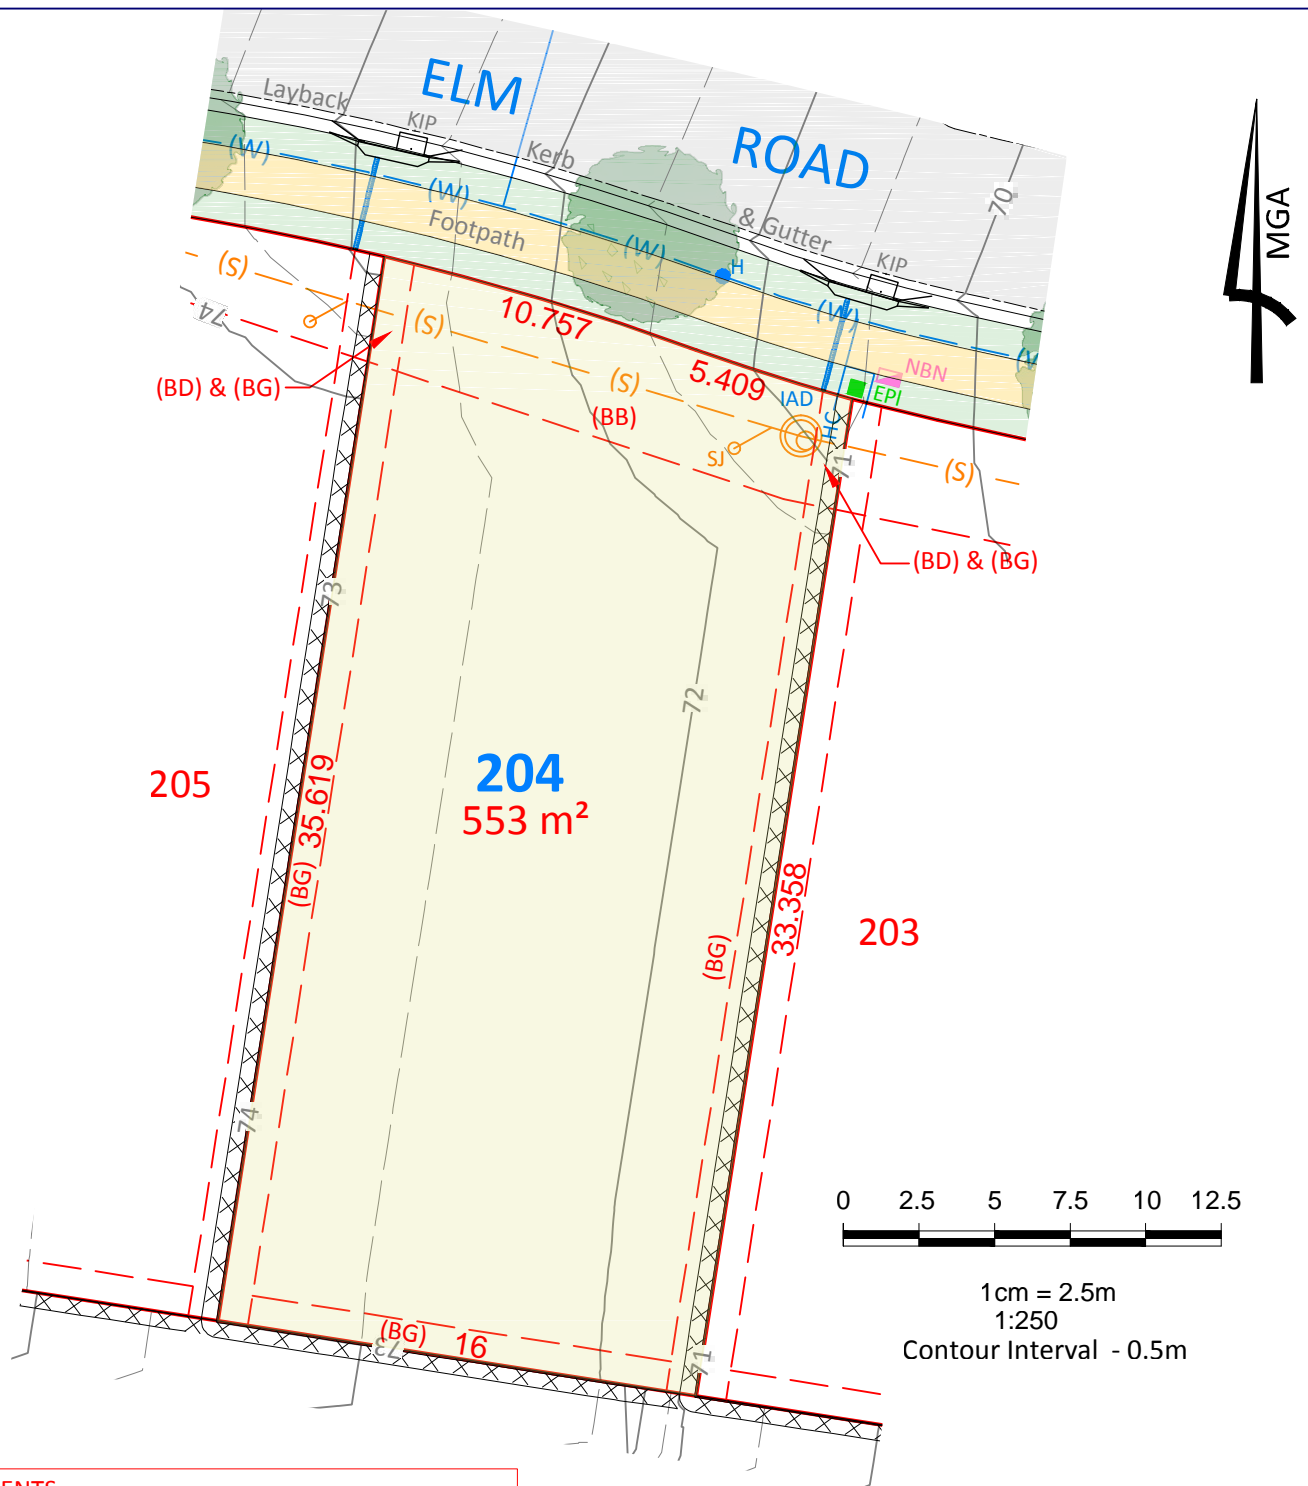 ELM
ROAD
Layback
KIP
Kerb
& Gutter
KIP
70
MGA
(W)
(W)
(W)
(W)
Footpath
H
(S)
(S)
(S)
(S)
74
10.757
5.409
NBN
EPI
IAD
HC
SJ
(BB)
71
(BD) & (BG)
(BD) & (BG)
73
72
204
553 m²
205
203
(BG) 35.619
33.358
(BG)
74
(BG)
16
73
71
0 2.5 5 7.5 10 12.5
1cm = 2.5m
1:250
Contour Interval - 0.5m